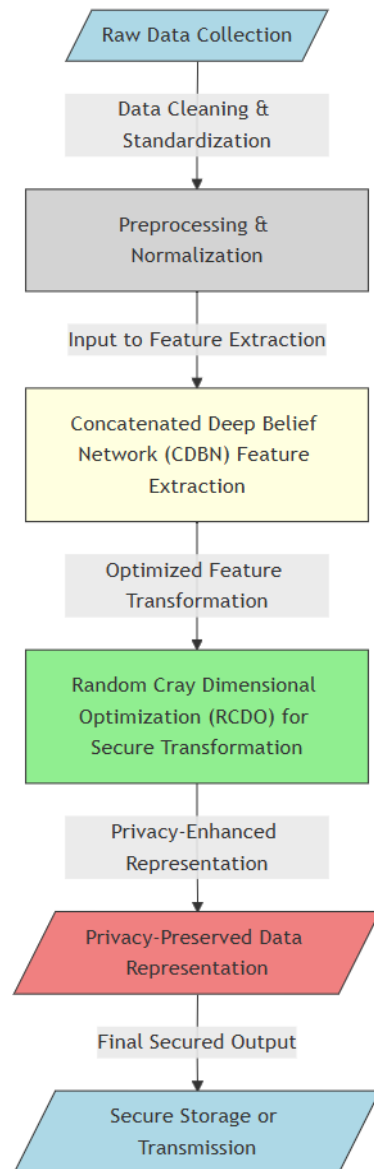 Raw Data Collection
Data Cleaning &
Standardization
Preprocessing &
Normalization
Input to Feature Extraction
Concatenated Deep Belief
Network (CDBN) Feature
Extraction
Optimized Feature
Transformation
Random Cray Dimensional
Optimization (RCDO) for
Secure Transformation
Privacy-Enhanced
Representation
Privacy-Preserved Data
Representation
Final Secured Output
Secure Storage or
Transmission